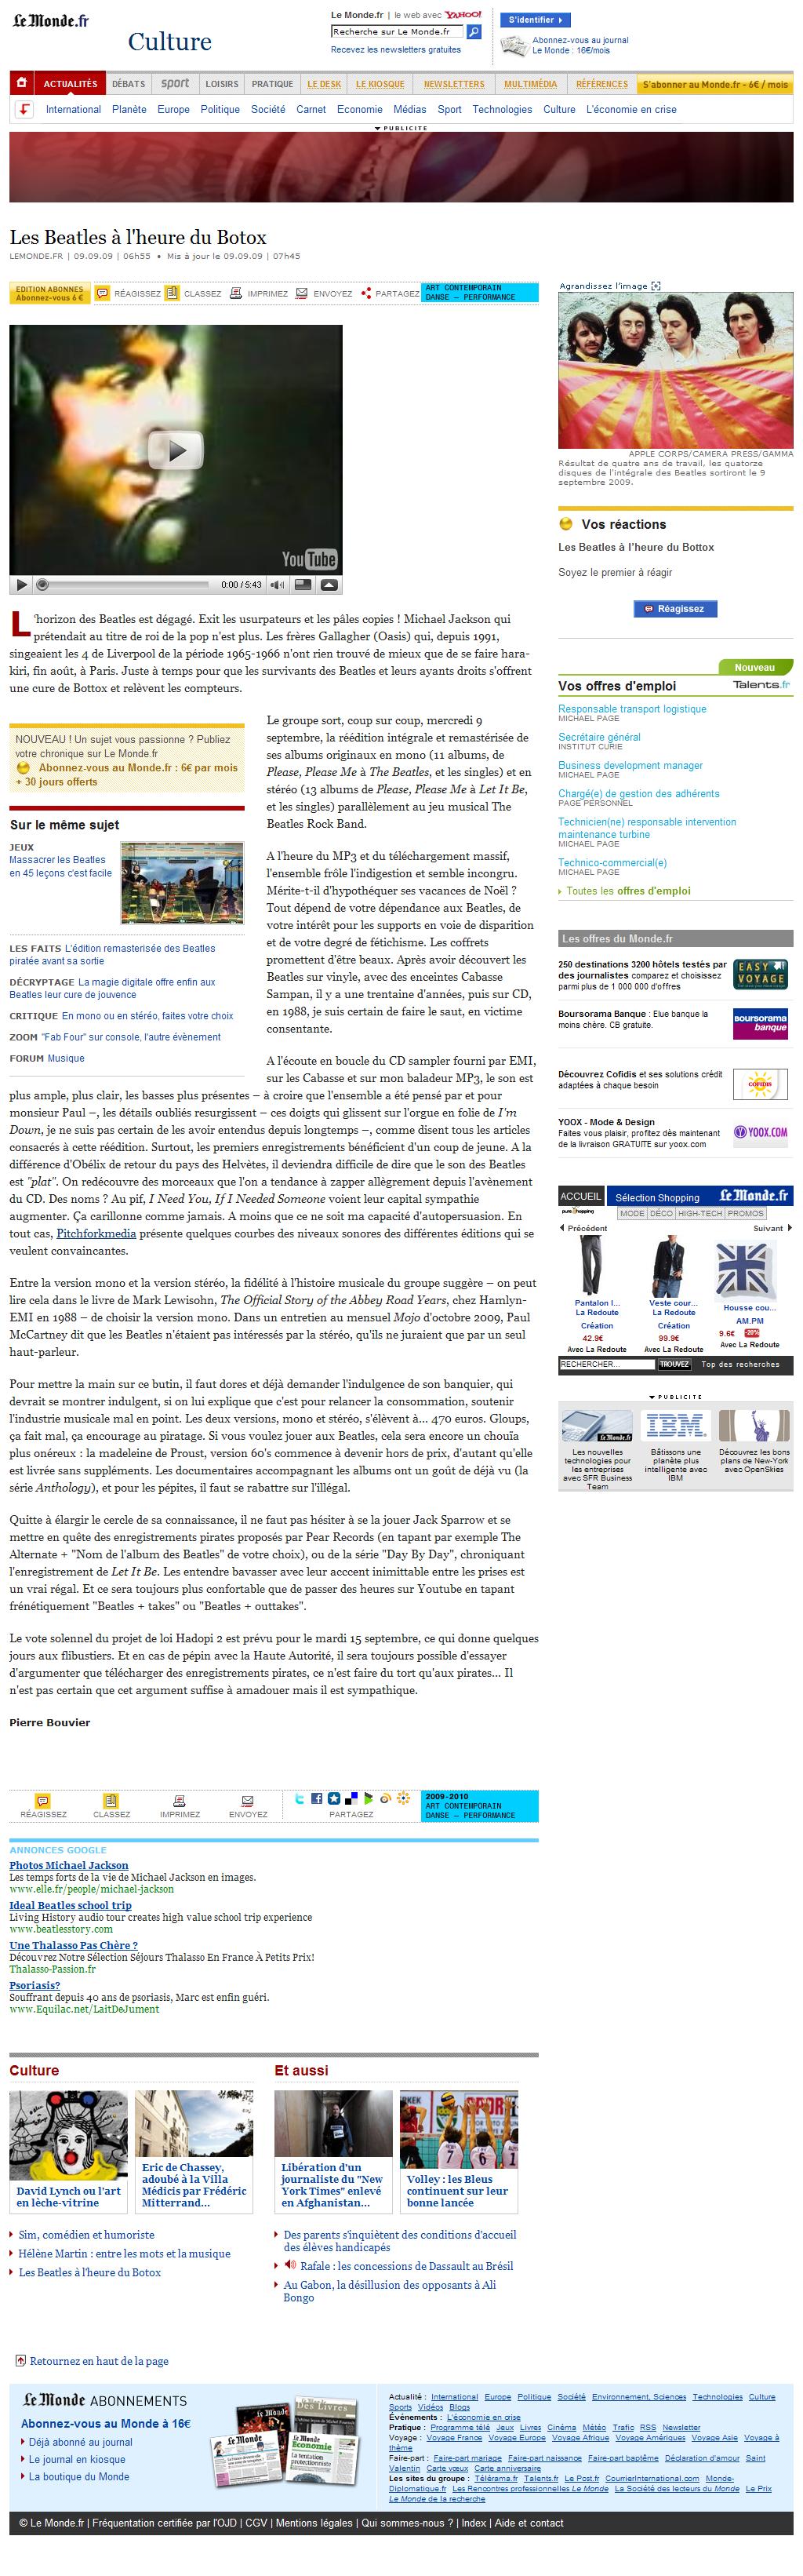 Le Monde.fr
Culture
Le Monde.fr | le web avec YAHOO!
Recherche sur Le Monde.fr
Recevez les newsletters gratuites
S'identifier
Abonnez-vous au journal
Le Monde : 16€/mois
ACTUALITÉS DÉBATS sport LOISIRS PRATIQUE LE DESK LE KIOSQUE NEWSLETTERS MULTIMÉDIA RÉFÉRENCES S'abonner au Monde.fr - 6€ / mois
International Planète Europe Politique Société Carnet Economie Médias Sport Technologies Culture L'économie en crise
PUBLICITE
Les Beatles à l'heure du Botox
LEMONDE.FR | 09.09.09 | 06h55 • Mis à jour le 09.09.09 | 07h45
EDITION ABONNES
Abonnez-vous 6 €
RÉAGISSEZ CLASSEZ IMPRIMEZ ENVOYEZ PARTAGEZ
ART CONTEMPORAIN
DANSE – PERFORMANCE
YouTube
0:00 / 5:43
L'horizon des Beatles est dégagé. Exit les usurpateurs et les pâles copies ! Michael Jackson qui
prétendait au titre de roi de la pop n'est plus. Les frères Gallagher (Oasis) qui, depuis 1991,
singeaient les 4 de Liverpool de la période 1965-1966 n'ont rien trouvé de mieux que de se faire hara-
kiri, fin août, à Paris. Juste à temps pour que les survivants des Beatles et leurs ayants droits s'offrent
une cure de Bottox et relèvent les compteurs.
NOUVEAU ! Un sujet vous passionne ? Publiez
votre chronique sur Le Monde.fr
Abonnez-vous au Monde.fr : 6€ par mois
+ 30 jours offerts
Sur le même sujet
JEUX
Massacrer les Beatles
en 45 leçons c'est facile
LES FAITS L'édition remasterisée des Beatles
piratée avant sa sortie
DÉCRYPTAGE La magie digitale offre enfin aux
Beatles leur cure de jouvence
CRITIQUE En mono ou en stéréo, faites votre choix
ZOOM "Fab Four" sur console, l'autre évènement
FORUM Musique
Le groupe sort, coup sur coup, mercredi 9
septembre, la réédition intégrale et remastérisée de
ses albums originaux en mono (11 albums, de
Please, Please Me à The Beatles, et les singles) et en
stéréo (13 albums de Please, Please Me à Let It Be,
et les singles) parallèlement au jeu musical The
Beatles Rock Band.
A l'heure du MP3 et du téléchargement massif,
l'ensemble frôle l'indigestion et semble incongru.
Mérite-t-il d'hypothéquer ses vacances de Noël ?
Tout dépend de votre dépendance aux Beatles, de
votre intérêt pour les supports en voie de disparition
et de votre degré de fétichisme. Les coffrets
promettent d'être beaux. Après avoir découvert les
Beatles sur vinyle, avec des enceintes Cabasse
Sampan, il y a une trentaine d'années, puis sur CD,
en 1988, je suis certain de faire le saut, en victime
consentante.
A l'écoute en boucle du CD sampler fourni par EMI,
sur les Cabasse et sur mon baladeur MP3, le son est
plus ample, plus clair, les basses plus présentes – à croire que l'ensemble a été pensé par et pour
monsieur Paul –, les détails oubliés resurgissent – ces doigts qui glissent sur l'orgue en folie de I'm
Down, je ne suis pas certain de les avoir entendus depuis longtemps –, comme disent tous les articles
consacrés à cette réédition. Surtout, les premiers enregistrements bénéficient d'un coup de jeune. A la
différence d'Obélix de retour du pays des Helvètes, il deviendra difficile de dire que le son des Beatles
est "plat". On redécouvre des morceaux que l'on a tendance à zapper allègrement depuis l'avènement
du CD. Des noms ? Au pif, I Need You, If I Needed Someone voient leur capital sympathie
augmenter. Ça carillonne comme jamais. A moins que ce ne soit ma capacité d'autopersuasion. En
tout cas, Pitchforkmedia présente quelques courbes des niveaux sonores des différentes éditions qui se
veulent convaincantes.
Entre la version mono et la version stéréo, la fidélité à l'histoire musicale du groupe suggère – on peut
lire cela dans le livre de Mark Lewisohn, The Official Story of the Abbey Road Years, chez Hamlyn-
EMI en 1988 – de choisir la version mono. Dans un entretien au mensuel Mojo d'octobre 2009, Paul
McCartney dit que les Beatles n'étaient pas intéressés par la stéréo, qu'ils ne juraient que par un seul
haut-parleur.
Pour mettre la main sur ce butin, il faut dores et déjà demander l'indulgence de son banquier, qui
devrait se montrer indulgent, si on lui explique que c'est pour relancer la consommation, soutenir
l'industrie musicale mal en point. Les deux versions, mono et stéréo, s'élèvent à... 470 euros. Gloups,
ça fait mal, ça encourage au piratage. Si vous voulez jouer aux Beatles, cela sera encore un chouïa
plus onéreux : la madeleine de Proust, version 60's commence à devenir hors de prix, d'autant qu'elle
est livrée sans suppléments. Les documentaires accompagnant les albums ont un goût de déjà vu (la
série Anthology), et pour les pépites, il faut se rabattre sur l'illégal.
Quitte à élargir le cercle de sa connaissance, il ne faut pas hésiter à se la jouer Jack Sparrow et se
mettre en quête des enregistrements pirates proposés par Pear Records (en tapant par exemple The
Alternate + "Nom de l'album des Beatles" de votre choix), ou de la série "Day By Day", chroniquant
l'enregistrement de Let It Be. Les entendre bavasser avec leur acccent inimittable entre les prises est
un vrai régal. Et ce sera toujours plus confortable que de passer des heures sur Youtube en tapant
frénétiquement "Beatles + takes" ou "Beatles + outtakes".
Le vote solennel du projet de loi Hadopi 2 est prévu pour le mardi 15 septembre, ce qui donne quelques
jours aux flibustiers. Et en cas de pépin avec la Haute Autorité, il sera toujours possible d'essayer
d'argumenter que télécharger des enregistrements pirates, ce n'est faire du tort qu'aux pirates... Il
n'est pas certain que cet argument suffise à amadouer mais il est sympathique.
Pierre Bouvier
RÉAGISSEZ CLASSEZ IMPRIMEZ ENVOYEZ PARTAGEZ
2009-2010
ART CONTEMPORAIN
DANSE – PERFORMANCE
ANNONCES GOOGLE
Photos Michael Jackson
Les temps forts de la vie de Michael Jackson en images.
www.elle.fr/people/michael-jackson
Ideal Beatles school trip
Living History audio tour creates high value school trip experience
www.beatlesstory.com
Une Thalasso Pas Chère ?
Découvrez Notre Sélection Séjours Thalasso En France À Petits Prix!
Thalasso-Passion.fr
Psoriasis?
Souffrant depuis 40 ans de psoriasis, Marc est enfin guéri.
www.Equilac.net/LaitDeJument
Culture
David Lynch ou l'art
en lèche-vitrine
Eric de Chassey,
adoubé à la Villa
Médicis par Frédéric
Mitterrand...
Sim, comédien et humoriste
Hélène Martin : entre les mots et la musique
Les Beatles à l'heure du Botox
Et aussi
Libération d'un
journaliste du "New
York Times" enlevé
en Afghanistan...
Volley : les Bleus
continuent sur leur
bonne lancée
Des parents s'inquiètent des conditions d'accueil
des élèves handicapés
Rafale : les concessions de Dassault au Brésil
Au Gabon, la désillusion des opposants à Ali
Bongo
Retournez en haut de la page
Agrandissez l'image
APPLE CORPS/CAMERA PRESS/GAMMA
Résultat de quatre ans de travail, les quatorze
disques de l'intégrale des Beatles sortiront le 9
septembre 2009.
Vos réactions
Les Beatles à l'heure du Bottox
Soyez le premier à réagir
Réagissez
Nouveau
Vos offres d'emploi
Talents.fr
Responsable transport logistique
MICHAEL PAGE
Secrétaire général
INSTITUT CURIE
Business development manager
MICHAEL PAGE
Chargé(e) de gestion des adhérents
PAGE PERSONNEL
Technicien(ne) responsable intervention
maintenance turbine
MICHAEL PAGE
Technico-commercial(e)
MICHAEL PAGE
Toutes les offres d'emploi
Les offres du Monde.fr
250 destinations 3200 hôtels testés par
des journalistes comparez et choisissez
parmi plus de 1 000 000 d'offres
EASY VOYAGE
Boursorama Banque : Elue banque la
moins chère. CB gratuite.
BOURSORAMA
banque
Découvrez Cofidis et ses solutions crédit
adaptées à chaque besoin
COFIDIS
YOOX - Mode & Design
Faites vous plaisir, profitez dès maintenant
de la livraison GRATUITE sur yoox.com
YOOX.COM
ACCUEIL Sélection Shopping Le Monde.fr
MODE DÉCO HIGH-TECH PROMOS
Précédent Suivant
Pantalon l...
La Redoute
Création
42.9€
Avec La Redoute
Veste cour...
La Redoute
Création
99.9€
Avec La Redoute
Housse cou...
AM.PM
9.6€ -20%
Avec La Redoute
RECHERCHER... TROUVEZ Top des recherches
PUBLICITE
Le Monde.fr
Les nouvelles
technologies pour
les entreprises
avec SFR Business
Team
IBM
Bâtissons une
planète plus
intelligente avec
IBM
Découvrez les bons
plans de New-York
avec OpenSkies
Le Monde ABONNEMENTS
Abonnez-vous au Monde à 16€
Déjà abonné au journal
Le journal en kiosque
La boutique du Monde
Actualité : International Europe Politique Société Environnement, Sciences Technologies Culture
Sports Vidéos Blogs
Événements : L'économie en crise
Pratique : Programme télé Jeux Livres Cinéma Météo Trafic RSS Newsletter
Voyage : Voyage France Voyage Europe Voyage Afrique Voyage Amériques Voyage Asie Voyage à
thème
Faire-part : Faire-part mariage Faire-part naissance Faire-part baptême Déclaration d'amour Saint
Valentin Carte vœux Carte anniversaire
Les sites du groupe : Télérama.fr Talents.fr Le Post.fr CourrierInternational.com Monde-
Diplomatique.fr Les Rencontres professionnelles Le Monde La Société des lecteurs du Monde Le Prix
Le Monde de la recherche
© Le Monde.fr | Fréquentation certifiée par l'OJD | CGV | Mentions légales | Qui sommes-nous ? | Index | Aide et contact